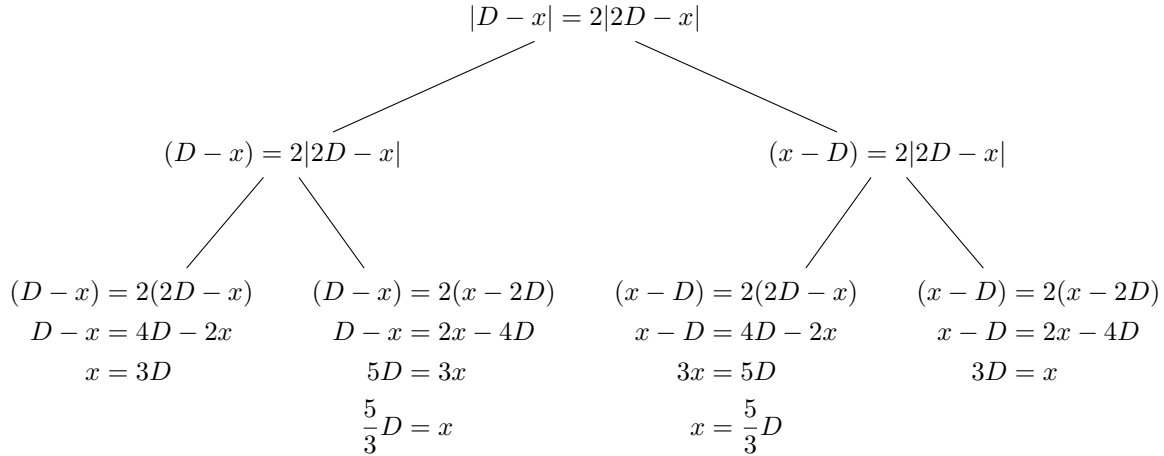 |D − x| = 2|2D − x|
(D − x) = 2|2D − x|
(x − D) = 2|2D − x|
(D − x) = 2(2D − x)
D − x = 4D − 2x
x = 3D
(D − x) = 2(x − 2D)
D − x = 2x − 4D
5D = 3x
5/3 D = x
(x − D) = 2(2D − x)
x − D = 4D − 2x
3x = 5D
x = 5/3 D
(x − D) = 2(x − 2D)
x − D = 2x − 4D
3D = x